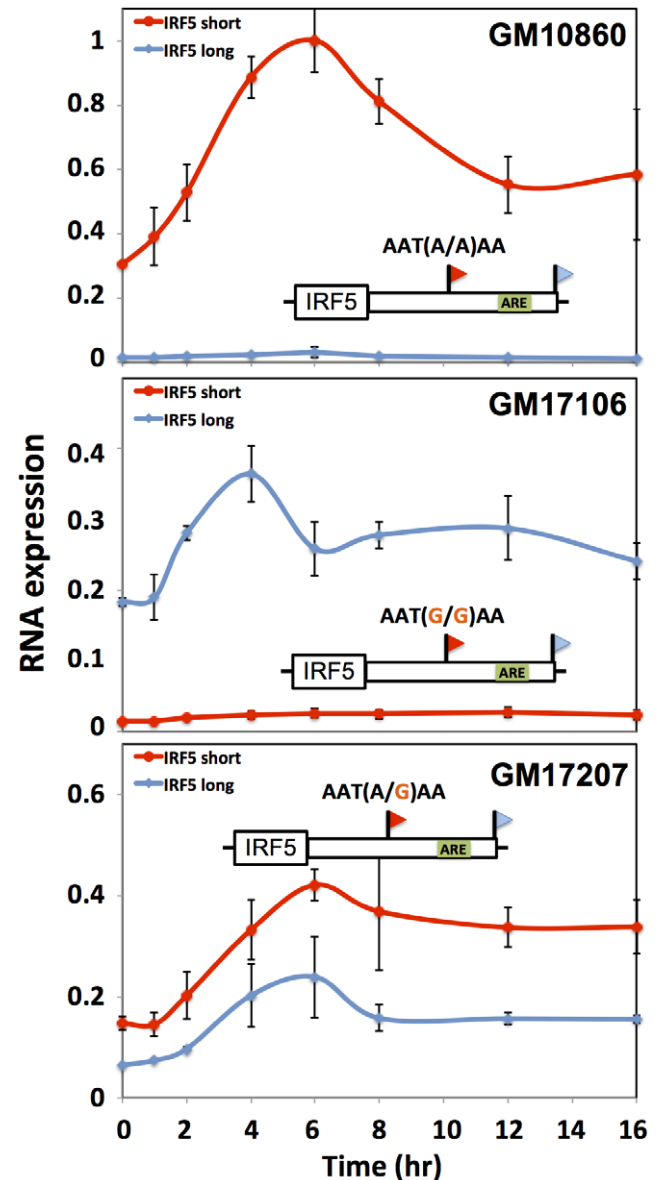 IRF5 short
IRF5 long
GM10860
1
0.8
0.6
0.4
0.2
0
AAT(A/A)AA
IRF5
ARE
IRF5 short
IRF5 long
GM17106
0.4
0.3
0.2
0.1
0
AAT(G/G)AA
IRF5
ARE
RNA expression
IRF5 short
IRF5 long
GM17207
0.6
0.4
0.2
0
AAT(A/G)AA
IRF5
ARE
0 2 4 6 8 10 12 14 16
Time (hr)